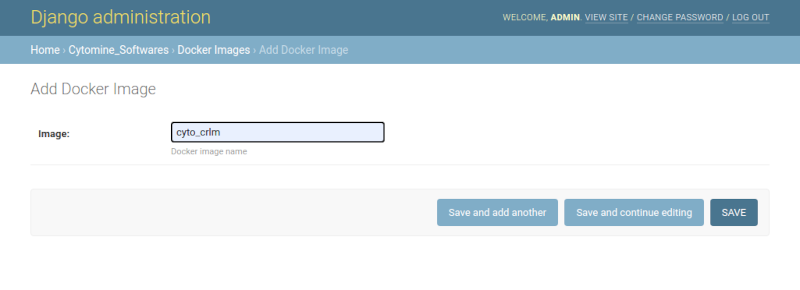 Django administration
WELCOME, ADMIN. VIEW SITE / CHANGE PASSWORD / LOG OUT
Home › Cytomine_Softwares › Docker Images › Add Docker Image
Add Docker Image
Image:
cyto_crlm
Docker image name
Save and add another
Save and continue editing
SAVE